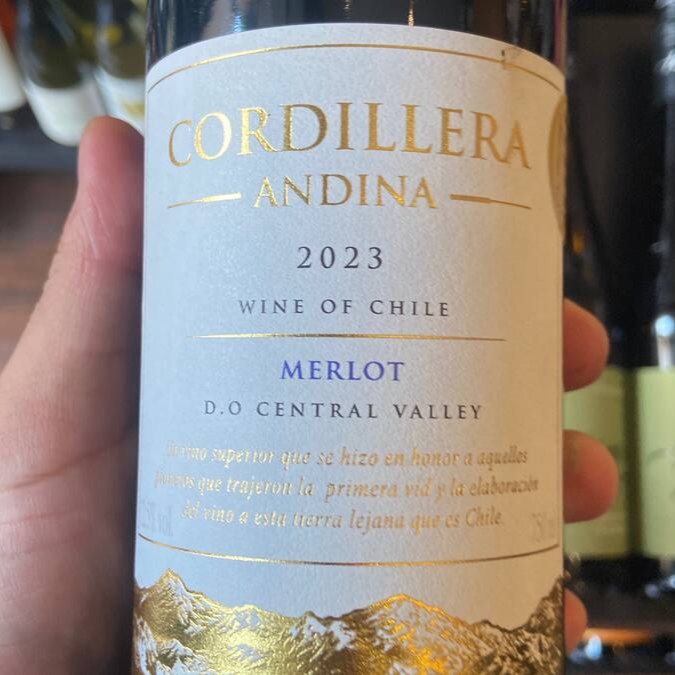 CORDILLERA
ANDINA
2023
WINE OF CHILE
MERLOT
D.O CENTRAL VALLEY
vino superior que se hizo en honor a aquellos
que trajeron la primera vid y la elaboración
del vino a esta tierra lejana que es Chile.